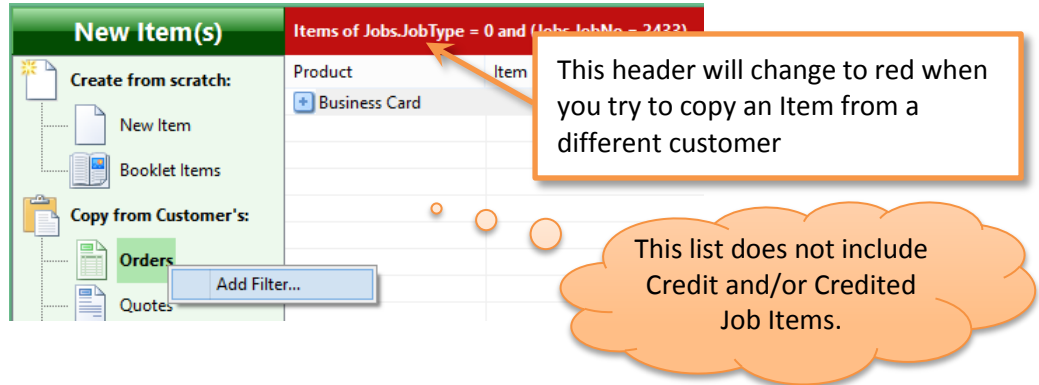 New Item(s)
Items of Jobs.JobType = 0 and (Jobs.JobNo = 2433)
Create from scratch:
New Item
Booklet Items
Copy from Customer's:
Orders
Add Filter...
Quotes
Product Item
Business Card
This header will change to red when
you try to copy an Item from a
different customer
This list does not include
Credit and/or Credited
Job Items.